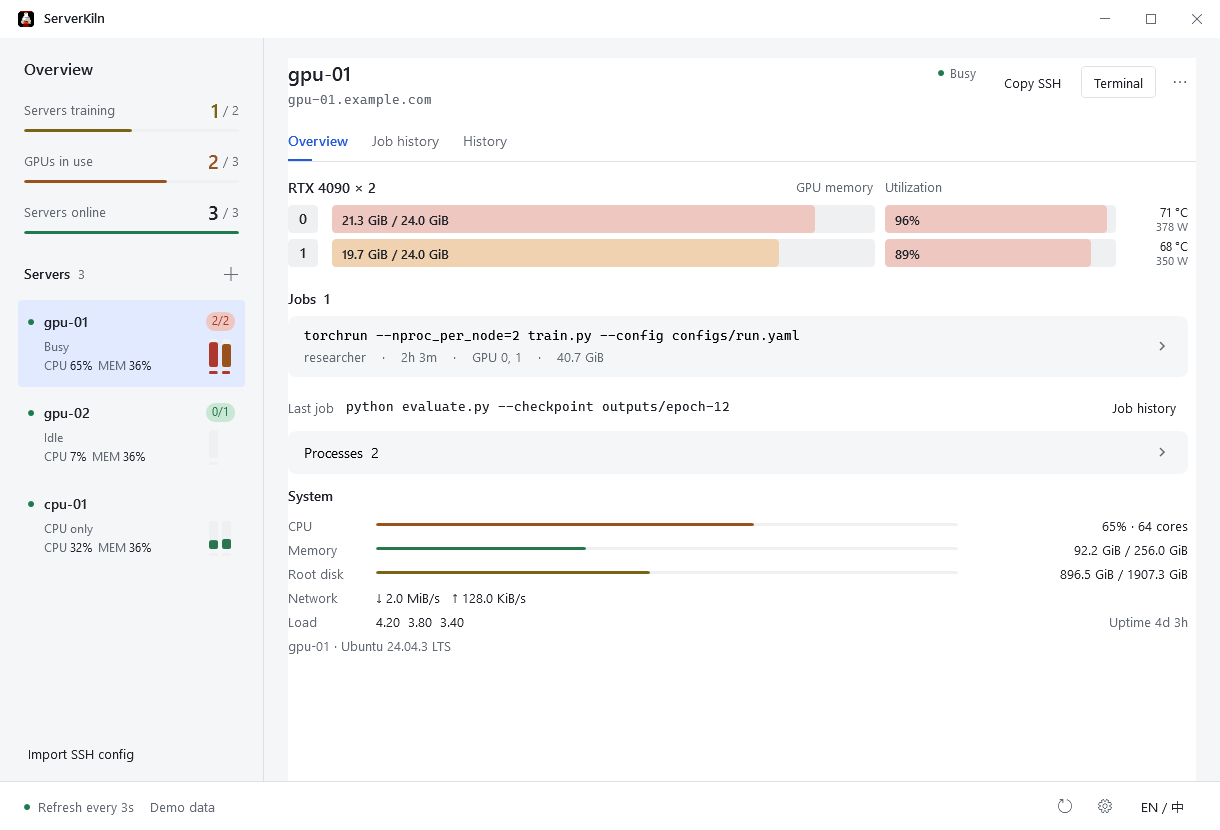 ServerKiln
Overview
Servers training 1 / 2
GPUs in use 2 / 3
Servers online 3 / 3
Servers 3
gpu-01 2/2
Busy
CPU 65% MEM 36%
gpu-02 0/1
Idle
CPU 7% MEM 36%
cpu-01
CPU only
CPU 32% MEM 36%
Import SSH config
gpu-01
gpu-01.example.com
Busy
Copy SSH
Terminal
Overview Job history History
RTX 4090 × 2 GPU memory Utilization
0 21.3 GiB / 24.0 GiB 96% 71 °C
378 W
1 19.7 GiB / 24.0 GiB 89% 68 °C
350 W
Jobs 1
torchrun --nproc_per_node=2 train.py --config configs/run.yaml
researcher · 2h 3m · GPU 0, 1 · 40.7 GiB
Last job python evaluate.py --checkpoint outputs/epoch-12 Job history
Processes 2
System
CPU 65% · 64 cores
Memory 92.2 GiB / 256.0 GiB
Root disk 896.5 GiB / 1907.3 GiB
Network ↓ 2.0 MiB/s ↑ 128.0 KiB/s
Load 4.20 3.80 3.40 Uptime 4d 3h
gpu-01 · Ubuntu 24.04.3 LTS
Refresh every 3s Demo data EN / 中